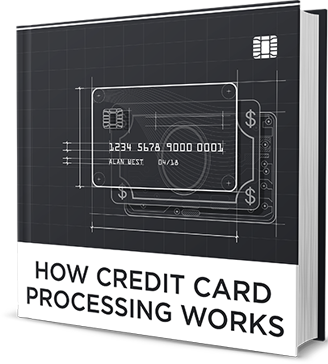 $
1234 5678 9000 0001
ALAN WEST 04/18
$
$
HOW CREDIT CARD
PROCESSING WORKS